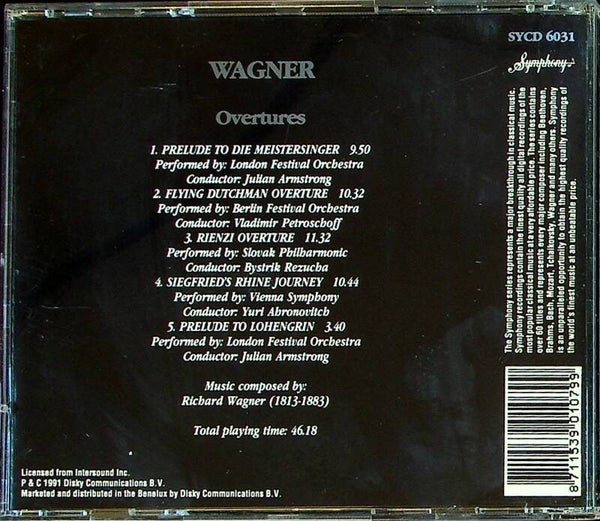 SYCD 6031
Symphony
WAGNER
Overtures
1. PRELUDE TO DIE MEISTERSINGER 9.50
Performed by: London Festival Orchestra
Conductor: Julian Armstrong
2. FLYING DUTCHMAN OVERTURE 10.32
Performed by: Berlin Festival Orchestra
Conductor: Vladimir Petroschoff
3. RIENZI OVERTURE 11.32
Performed by: Slovak Philharmonic
Conductor: Bystrik Rezucha
4. SIEGFRIED'S RHINE JOURNEY 10.44
Performed by: Vienna Symphony
Conductor: Yuri Abronovitch
5. PRELUDE TO LOHENGRIN 3.40
Performed by: London Festival Orchestra
Conductor: Julian Armstrong
Music composed by:
Richard Wagner (1813-1883)
Total playing time: 46.18
Licensed from Intersound Inc.
P & C 1991 Disky Communications B.V.
Marketed and distributed in the Benelux by Disky Communications B.V.
The Symphony series represents a major breakthrough in classical music.
Symphony recordings contain the finest quality all digital recordings of the
most popular classical music at every affordable price. The series contains
over 60 titles and represents every major composer including Beethoven,
Brahms, Bach, Mozart, Tchaikovsky, Wagner and many others. Symphony
is an unparalleled opportunity to obtain the highest quality recordings of
the world's finest music at an unbeatable price.
8 711539 010799